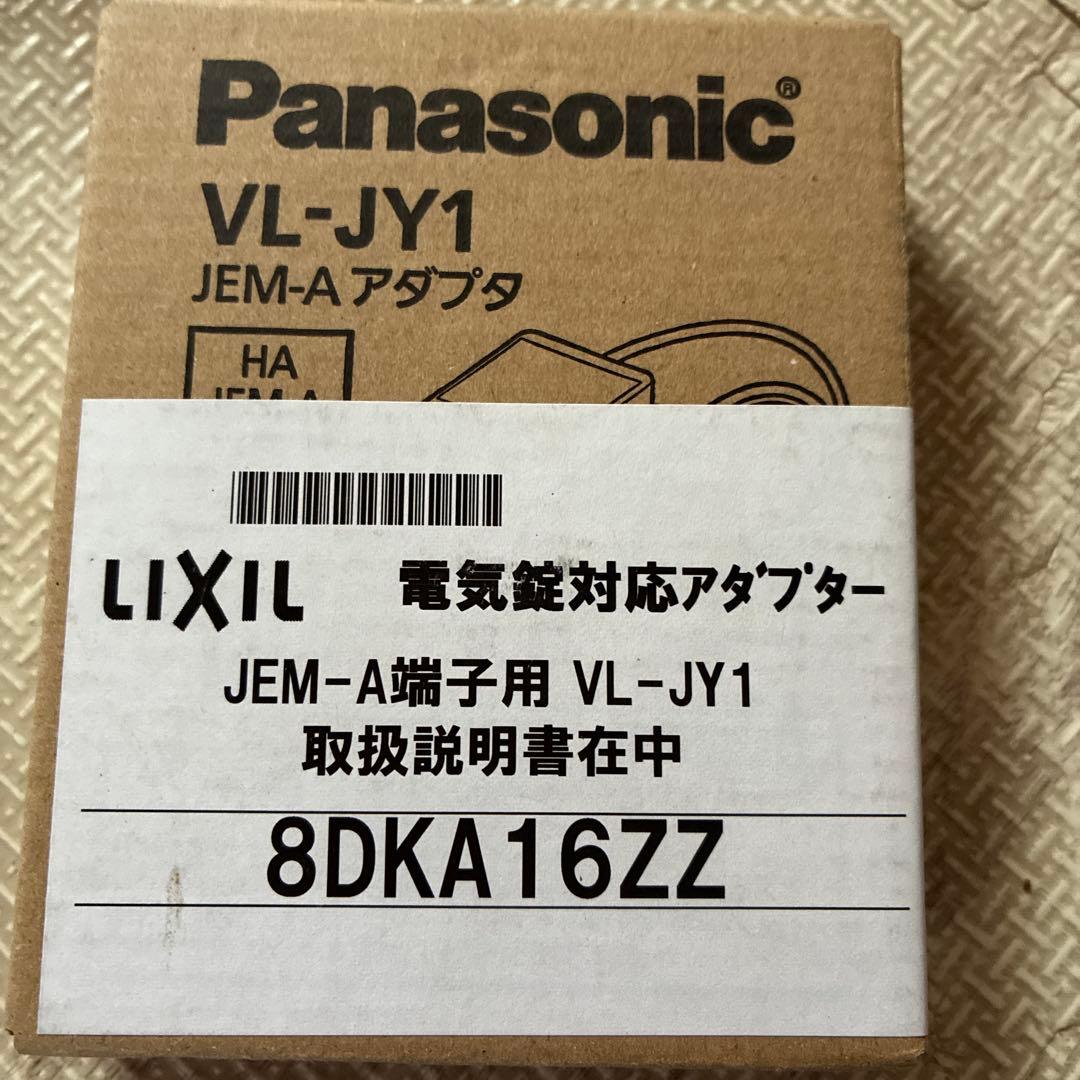 Panasonic®
VL-JY1
JEM-Aアダプタ
HA
JEM-A
LIXIL 電気錠対応アダプター
JEM-A端子用 VL-JY1
取扱説明書在中
8DKA16ZZ